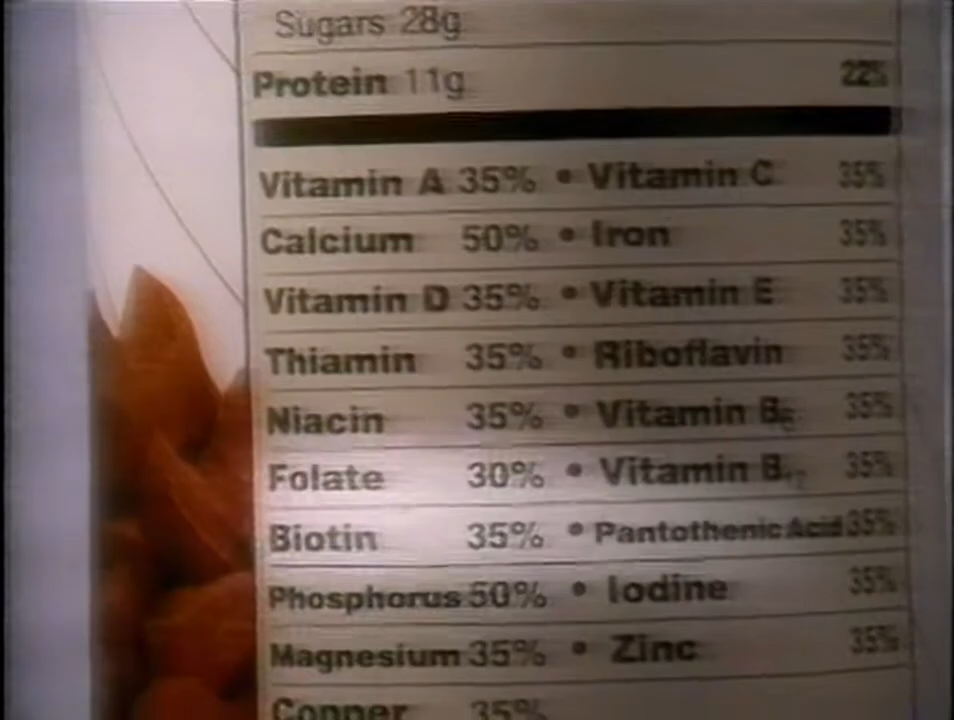 Sugars 28g
Protein 11g 22%
Vitamin A 35% • Vitamin C 35%
Calcium 50% • Iron 35%
Vitamin D 35% • Vitamin E 35%
Thiamin 35% • Riboflavin 35%
Niacin 35% • Vitamin B6 35%
Folate 30% • Vitamin B12 35%
Biotin 35% • Pantothenic Acid 35%
Phosphorus 50% • Iodine 35%
Magnesium 35% • Zinc 35%
Copper 35%